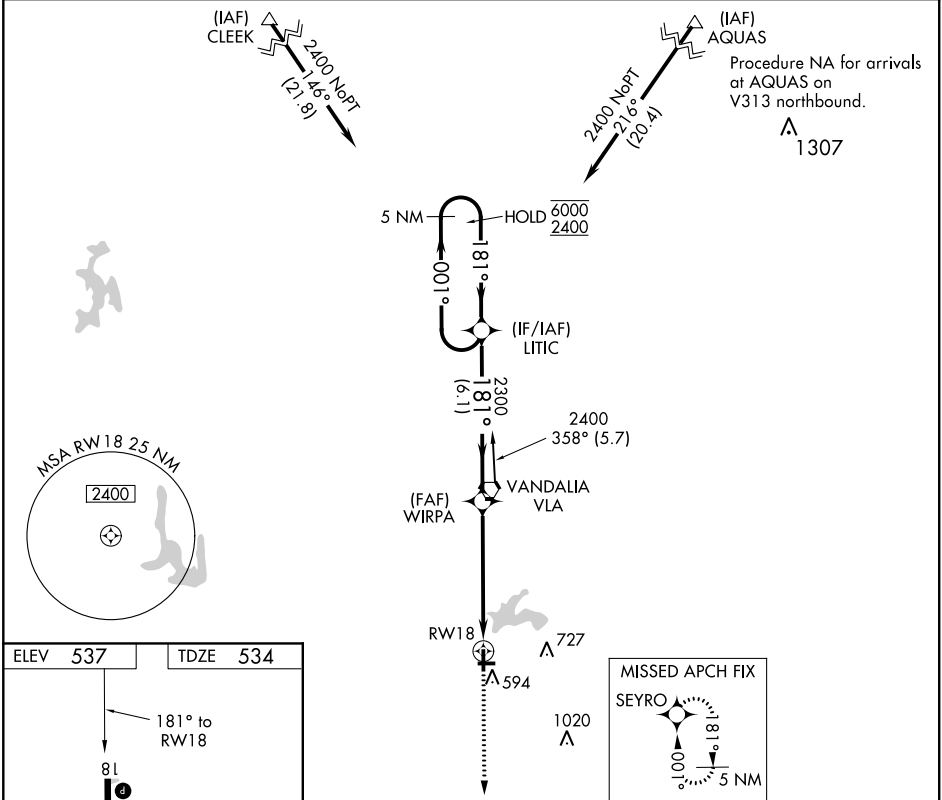 (IAF)
CLEEK
2400 NoPT
146°
(21.8)
(IAF)
AQUAS
2400 NoPT
216°
(20.4)
Procedure NA for arrivals
at AQUAS on
V313 northbound.
1307
5 NM
HOLD 6000
2400
181°
001°
(IF/IAF)
LITIC
2300
181°
(6.1)
2400
358° (5.7)
MSA RW18 25 NM
2400
(FAF)
WIRPA
VANDALIA
VLA
RW18
727
594
1020
ELEV 537
TDZE 534
181° to
RW18
18
P
MISSED APCH FIX
SEYRO
181°
001°
5 NM